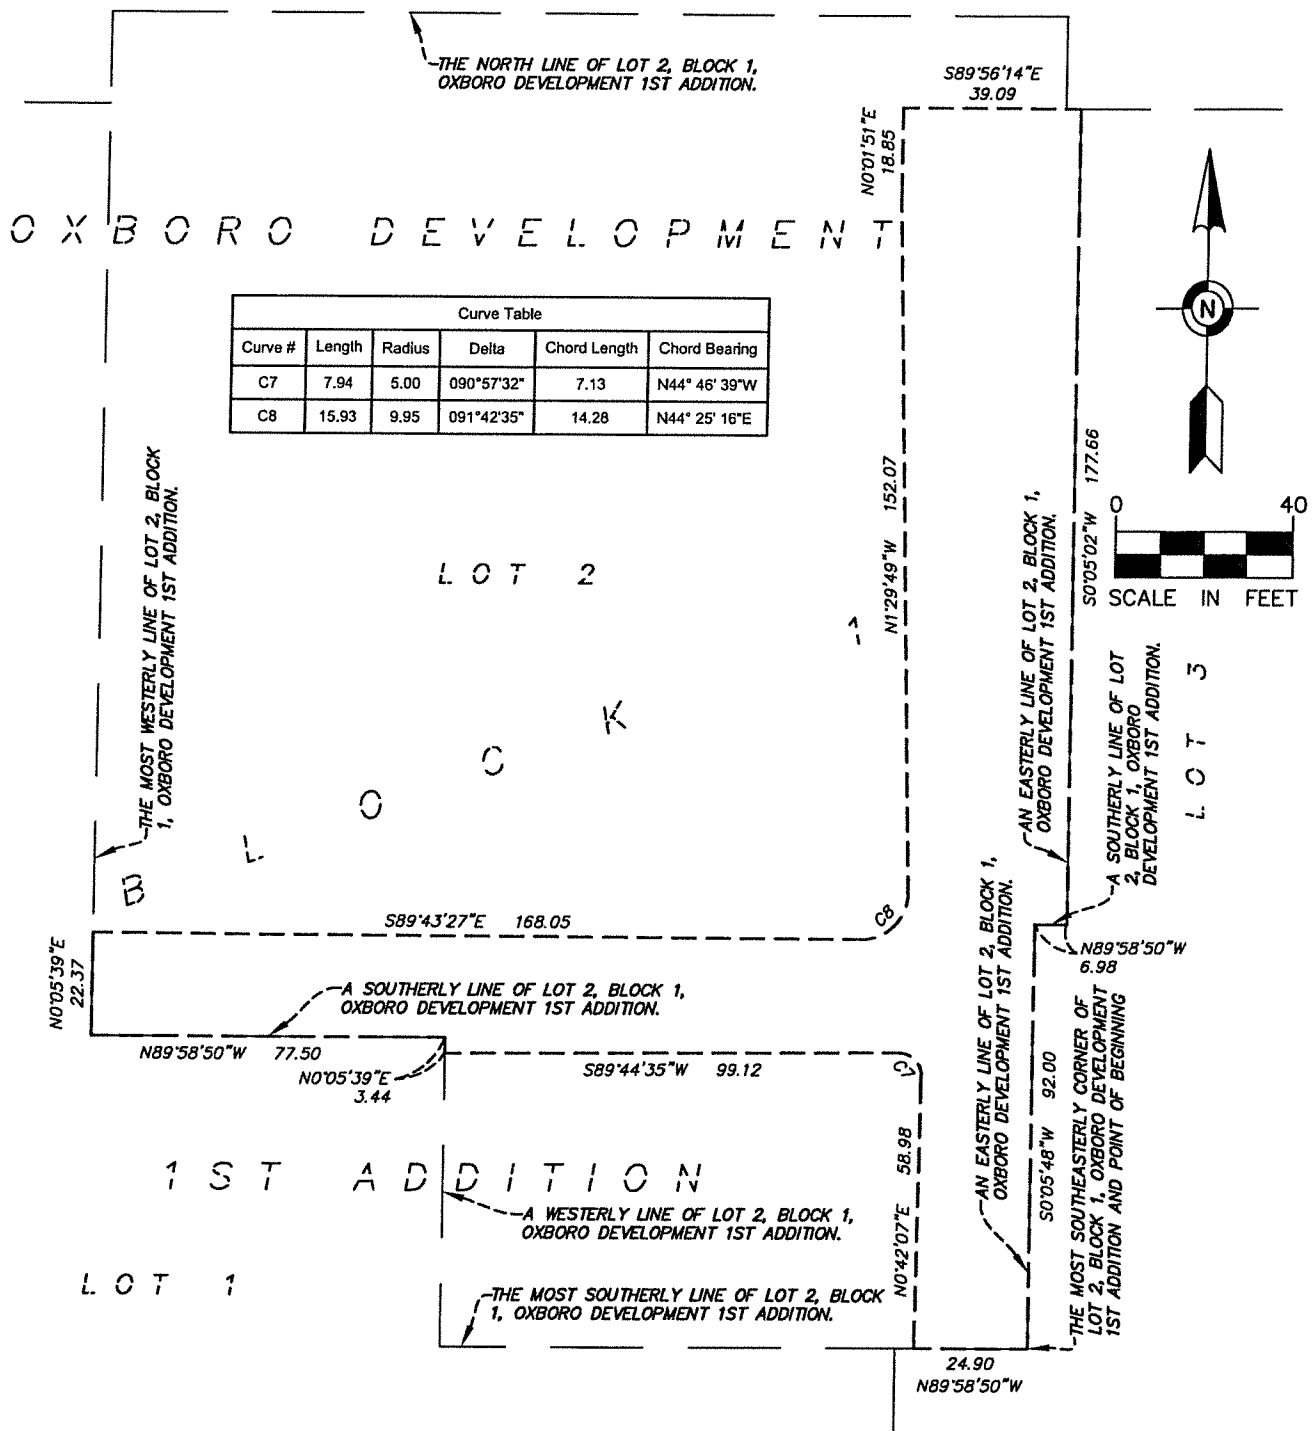 THE NORTH LINE OF LOT 2, BLOCK 1,
OXBORO DEVELOPMENT 1ST ADDITION.
S89°56'14"E
39.09
N0°01'51"E
18.85
OXBORO DEVELOPMENT
N
Curve Table
Curve # Length Radius Delta Chord Length Chord Bearing
C7 7.94 5.00 090°57'32" 7.13 N44° 46' 39"W
C8 15.93 9.95 091°42'35" 14.28 N44° 25' 16"E
THE MOST WESTERLY LINE OF LOT 2, BLOCK
1, OXBORO DEVELOPMENT 1ST ADDITION.
N1°29'49"W 152.07
S0°05'02"W 177.66
0 40
SCALE IN FEET
LOT 2
AN EASTERLY LINE OF LOT 2, BLOCK 1,
OXBORO DEVELOPMENT 1ST ADDITION.
A SOUTHERLY LINE OF LOT
2, BLOCK 1, OXBORO
DEVELOPMENT 1ST ADDITION.
LOT 3
BLOCK 1
S89°43'27"E 168.05
C8
N89°58'50"W
6.98
N0°05'39"E
22.37
A SOUTHERLY LINE OF LOT 2, BLOCK 1,
OXBORO DEVELOPMENT 1ST ADDITION.
N89°58'50"W 77.50
N0°05'39"E
3.44
S89°44'35"W 99.12
C7
AN EASTERLY LINE OF LOT 2, BLOCK 1,
OXBORO DEVELOPMENT 1ST ADDITION.
S0°05'48"W 92.00
THE MOST SOUTHEASTERLY CORNER OF
LOT 2, BLOCK 1, OXBORO DEVELOPMENT
1ST ADDITION AND POINT OF BEGINNING
N0°42'07"E 58.98
1ST ADDITION
A WESTERLY LINE OF LOT 2, BLOCK 1,
OXBORO DEVELOPMENT 1ST ADDITION.
LOT 1
THE MOST SOUTHERLY LINE OF LOT 2, BLOCK
1, OXBORO DEVELOPMENT 1ST ADDITION.
24.90
N89°58'50"W